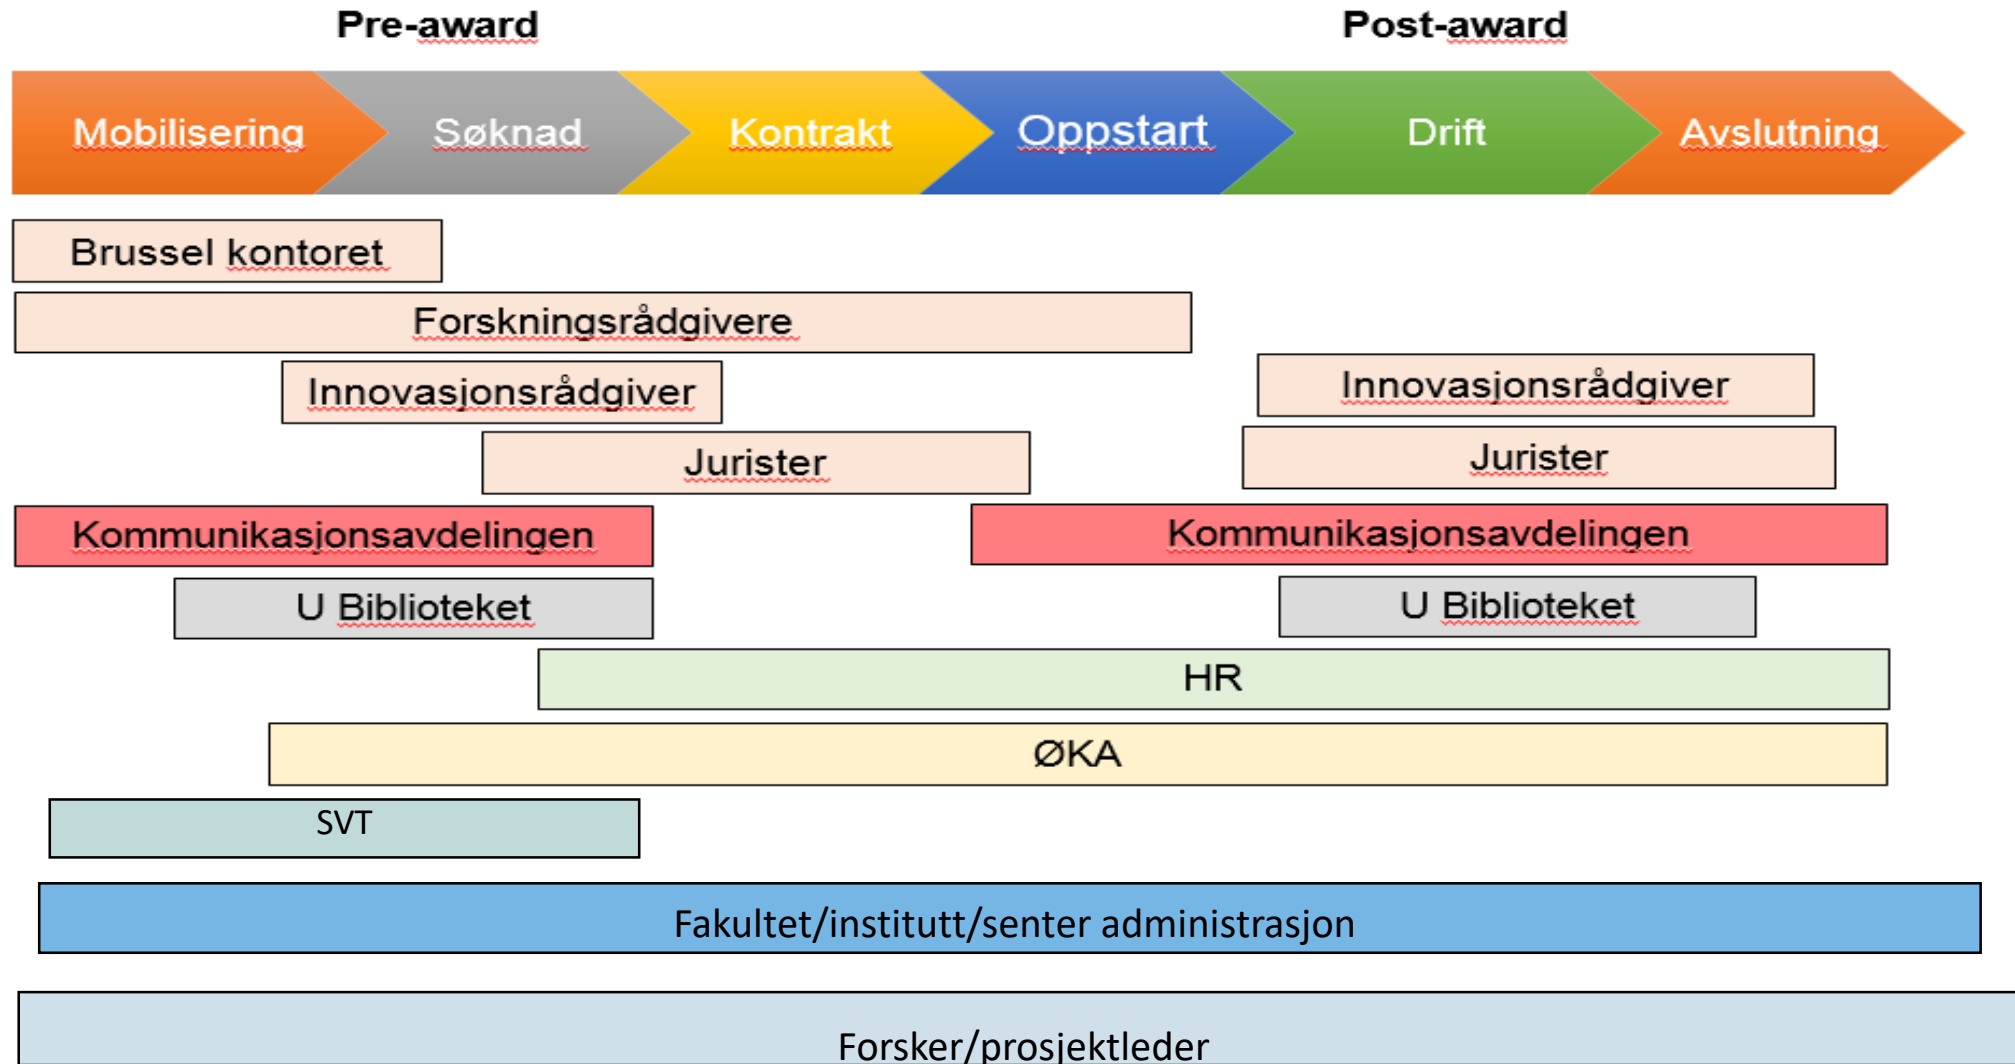 Pre-award
Post-award
Mobilisering
Søknad
Kontrakt
Oppstart
Drift
Avslutning
Brussel kontoret
Forskningsrådgivere
Innovasjonsrådgiver
Innovasjonsrådgiver
Jurister
Jurister
Kommunikasjonsavdelingen
Kommunikasjonsavdelingen
U Biblioteket
U Biblioteket
HR
ØKA
SVT
Fakultet/institutt/senter administrasjon
Forsker/prosjektleder